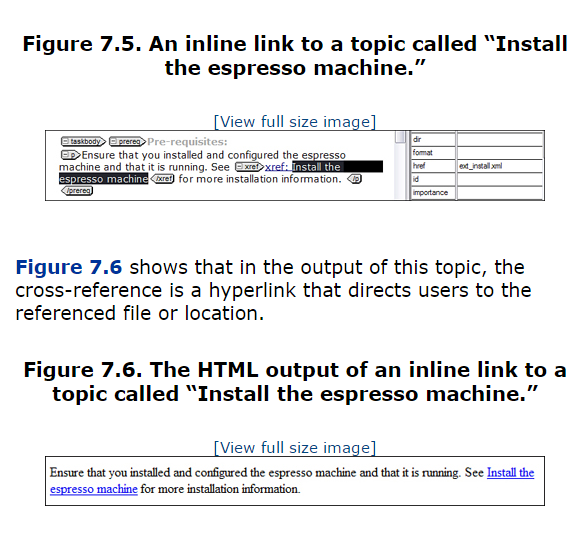 Figure 7.5. An inline link to a topic called “Install
the espresso machine.”
[View full size image]
taskbody prereq Pre-requisites:
p Ensure that you installed and configured the espresso
machine and that it is running. See xref xref: Install the
espresso machine /xref for more installation information. /p
/prereq
dir
format
href ext_install.xml
id
importance
Figure 7.6 shows that in the output of this topic, the
cross-reference is a hyperlink that directs users to the
referenced file or location.
Figure 7.6. The HTML output of an inline link to a
topic called “Install the espresso machine.”
[View full size image]
Ensure that you installed and configured the espresso machine and that it is running. See Install the
espresso machine for more installation information.